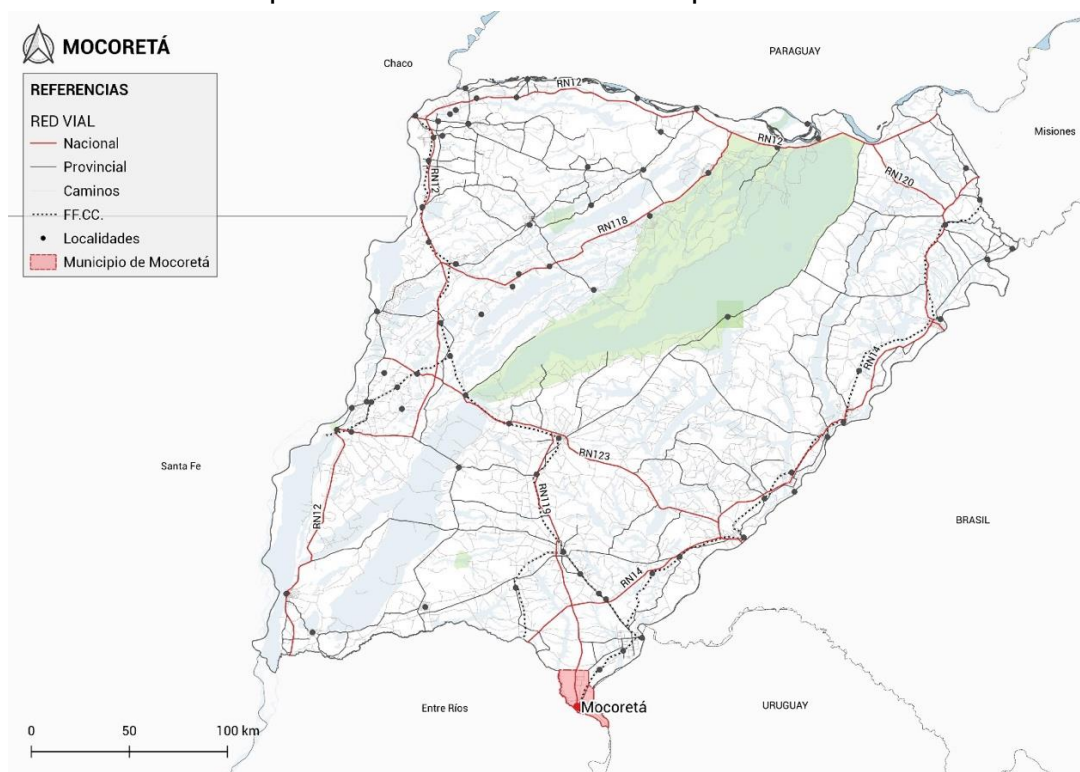 MOCORETÁ
REFERENCIAS
RED VIAL
Nacional
Provincial
Caminos
FF.CC.
Localidades
Municipio de Mocoretá
Chaco
PARAGUAY
Misiones
RN12
RN12
RN12
RN120
RN118
RN14
Santa Fe
RN123
RN119
RN12
BRASIL
RN14
Entre Ríos
Mocoretá
URUGUAY
0 50 100 km